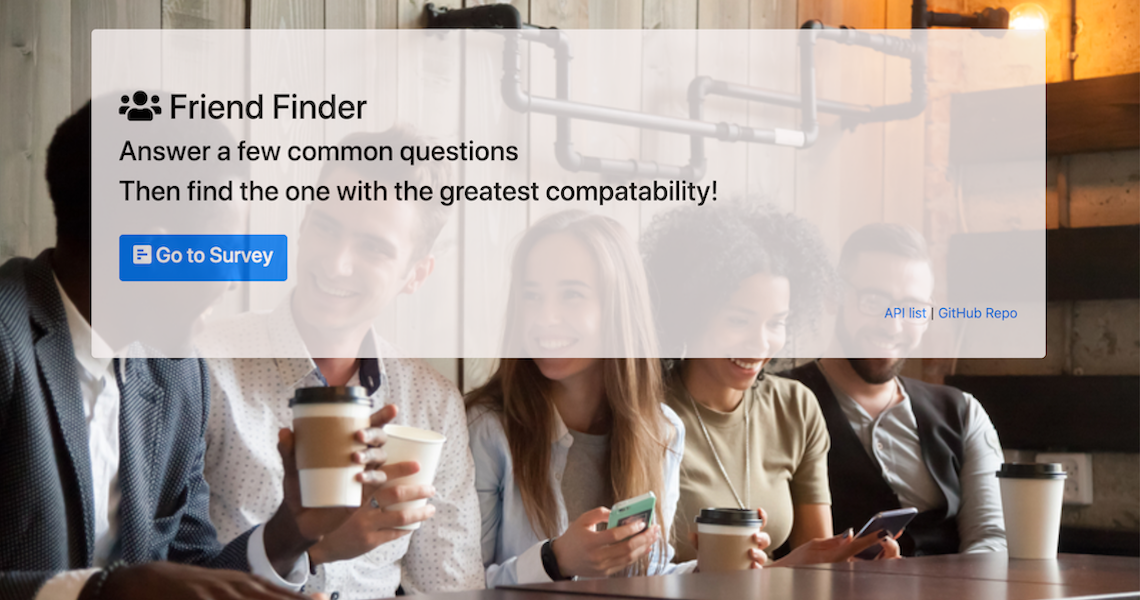 Friend Finder
Answer a few common questions
Then find the one with the greatest compatability!
Go to Survey
API list | GitHub Repo